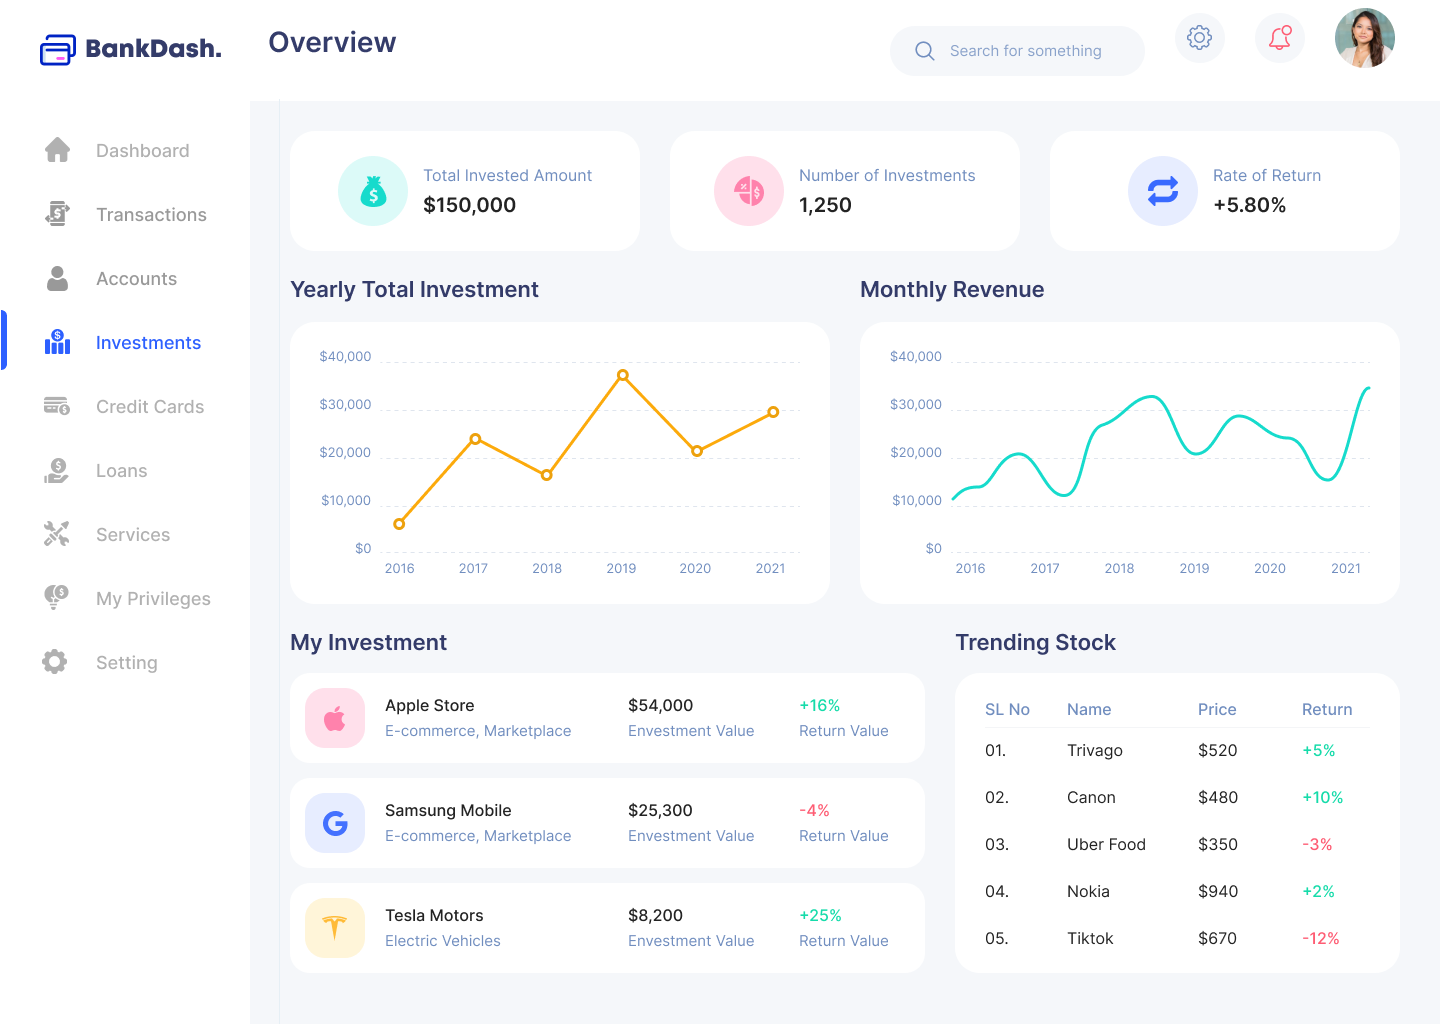 BankDash.
Overview
Search for something
Dashboard
Transactions
Accounts
Investments
Credit Cards
Loans
Services
My Privileges
Setting
Total Invested Amount
$150,000
Number of Investments
1,250
Rate of Return
+5.80%
Yearly Total Investment
$40,000
$30,000
$20,000
$10,000
$0
2016 2017 2018 2019 2020 2021
Monthly Revenue
$40,000
$30,000
$20,000
$10,000
$0
2016 2017 2018 2019 2020 2021
My Investment
Apple Store $54,000 +16%
E-commerce, Marketplace Envestment Value Return Value
Samsung Mobile $25,300 -4%
E-commerce, Marketplace Envestment Value Return Value
Tesla Motors $8,200 +25%
Electric Vehicles Envestment Value Return Value
Trending Stock
SL No Name Price Return
01. Trivago $520 +5%
02. Canon $480 +10%
03. Uber Food $350 -3%
04. Nokia $940 +2%
05. Tiktok $670 -12%